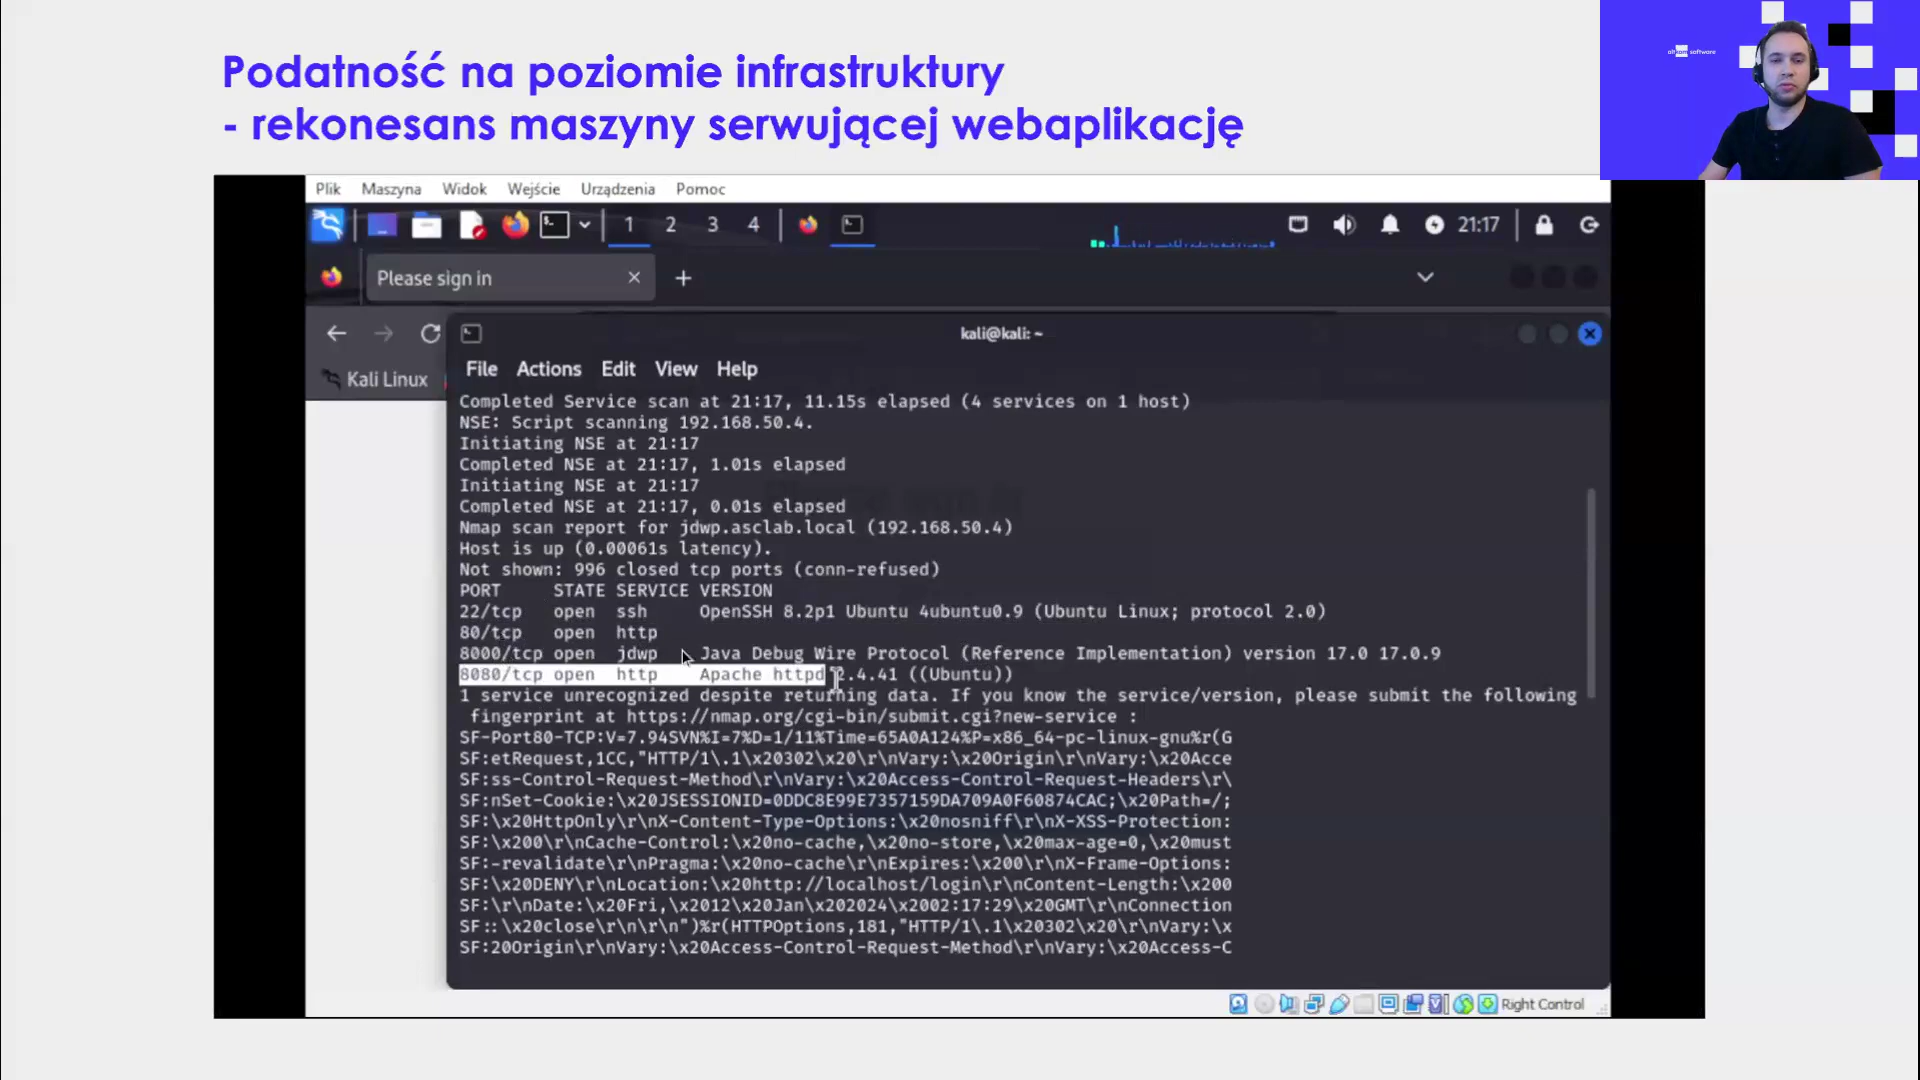 Podatność na poziomie infrastruktury
- rekonesans maszyny serwującej webaplikację
software
Plik Maszyna Widok Wejście Urządzenia Pomoc
1 2 3 4 21:17
Please sign in
kali@kali: ~
Kali Linux
File Actions Edit View Help
Completed Service scan at 21:17, 11.15s elapsed (4 services on 1 host)
NSE: Script scanning 192.168.50.4.
Initiating NSE at 21:17
Completed NSE at 21:17, 1.01s elapsed
Initiating NSE at 21:17
Completed NSE at 21:17, 0.01s elapsed
Nmap scan report for jdwp.asclab.local (192.168.50.4)
Host is up (0.00061s latency).
Not shown: 996 closed tcp ports (conn-refused)
PORT STATE SERVICE VERSION
22/tcp open ssh OpenSSH 8.2p1 Ubuntu 4ubuntu0.9 (Ubuntu Linux; protocol 2.0)
80/tcp open http
8000/tcp open jdwp Java Debug Wire Protocol (Reference Implementation) version 17.0 17.0.9
8080/tcp open http Apache httpd 2.4.41 ((Ubuntu))
1 service unrecognized despite returning data. If you know the service/version, please submit the following
fingerprint at https://nmap.org/cgi-bin/submit.cgi?new-service :
SF-Port80-TCP:V=7.94SVN%I=7%D=1/11%Time=65A0A124%P=x86_64-pc-linux-gnu%r(G
SF:etRequest,1CC,"HTTP/1\.1\x20302\x20\r\nVary:\x20Origin\r\nVary:\x20Acce
SF:ss-Control-Request-Method\r\nVary:\x20Access-Control-Request-Headers\r\
SF:nSet-Cookie:\x20JSESSIONID=0DDC8E99E7357159DA709A0F60874CAC;\x20Path=/;
SF:\x20HttpOnly\r\nX-Content-Type-Options:\x20nosniff\r\nX-XSS-Protection:
SF:\x200\r\nCache-Control:\x20no-cache,\x20no-store,\x20max-age=0,\x20must
SF:-revalidate\r\nPragma:\x20no-cache\r\nExpires:\x200\r\nX-Frame-Options:
SF:\x20DENY\r\nLocation:\x20http://localhost/login\r\nContent-Length:\x200
SF:\r\nDate:\x20Fri,\x2012\x20Jan\x202024\x2002:17:29\x20GMT\r\nConnection
SF::\x20close\r\n\r\n")%r(HTTPOptions,181,"HTTP/1\.1\x20302\x20\r\nVary:\x
SF:20Origin\r\nVary:\x20Access-Control-Request-Method\r\nVary:\x20Access-C
Right Control